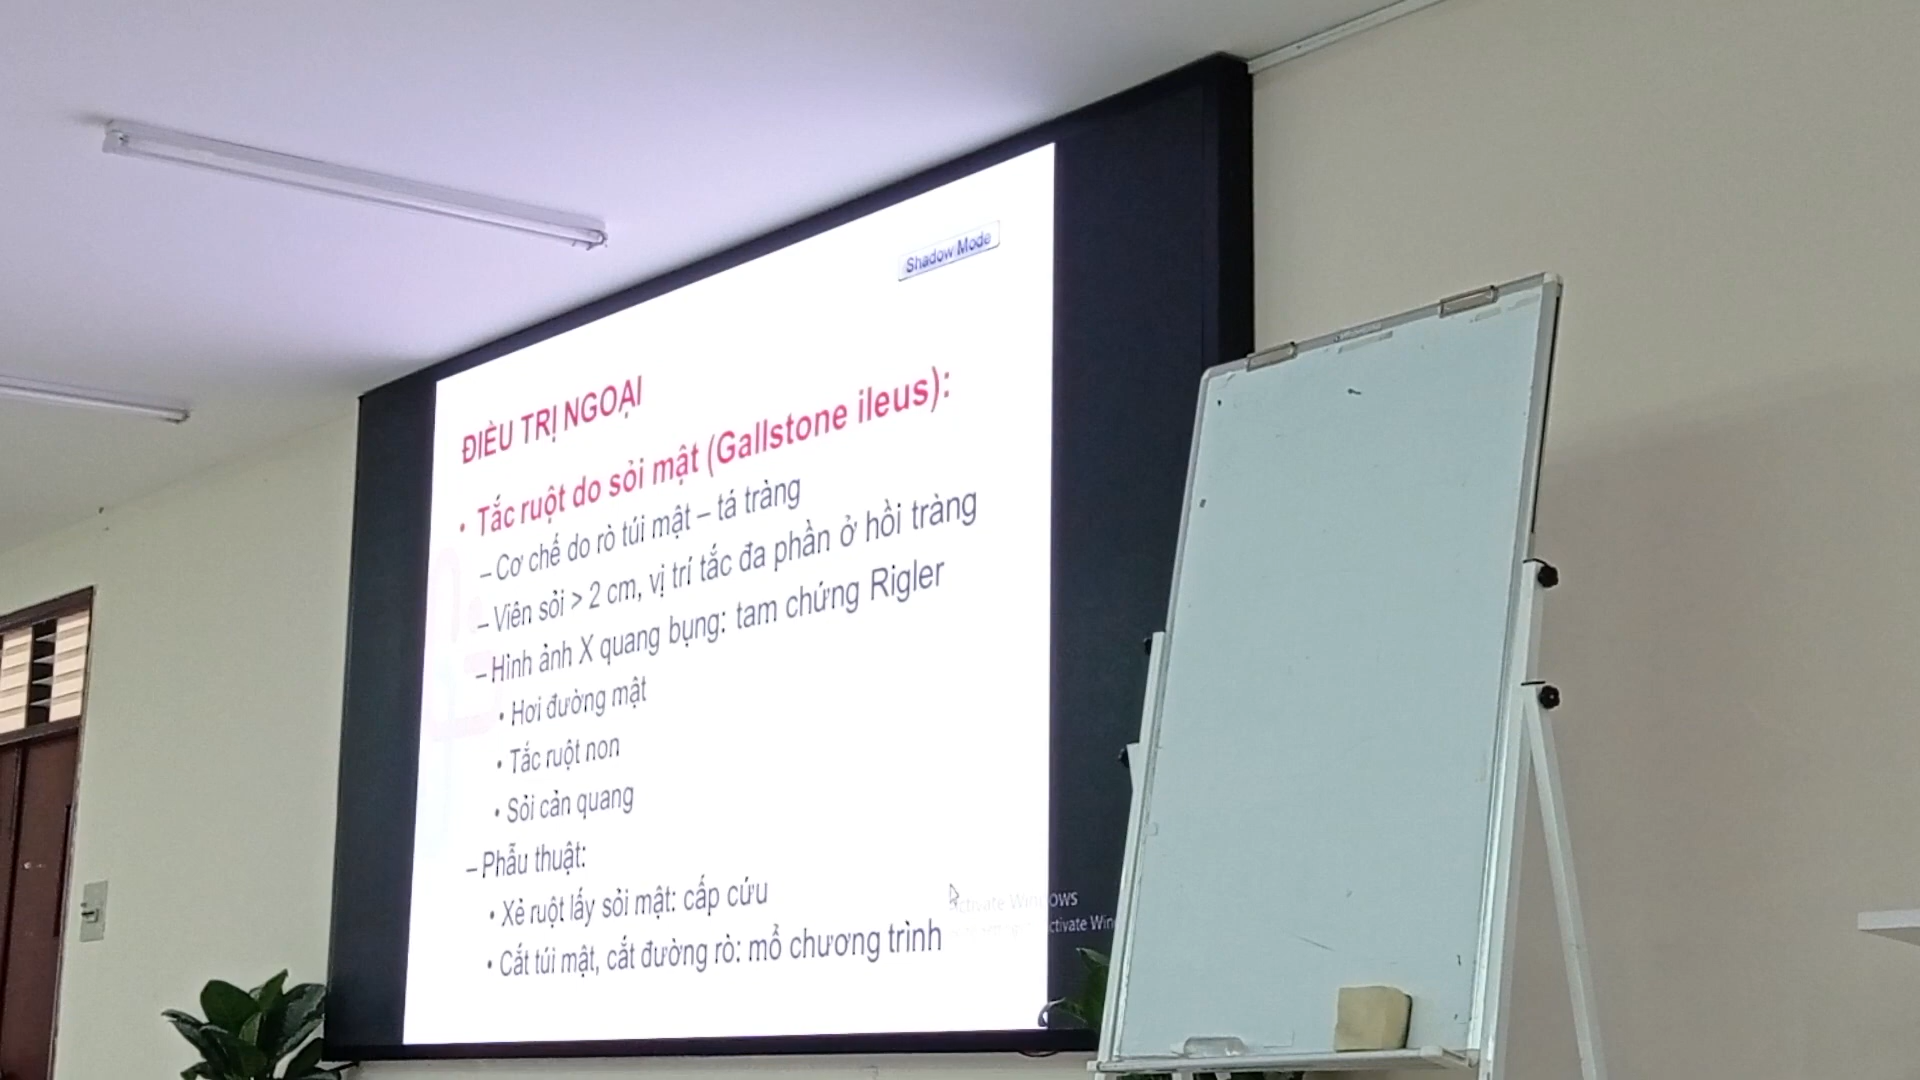 Shadow Mode
ĐIỀU TRỊ NGOẠI
• Tắc ruột do sỏi mật (Gallstone ileus):
– Cơ chế do rò túi mật – tá tràng
– Viên sỏi > 2 cm, vị trí tắc đa phần ở hồi tràng
– Hình ảnh X quang bụng: tam chứng Rigler
• Hơi đường mật
• Tắc ruột non
• Sỏi cản quang
– Phẫu thuật:
• Xẻ ruột lấy sỏi mật: cấp cứu
• Cắt túi mật, cắt đường rò: mổ chương trình
Activate Windows